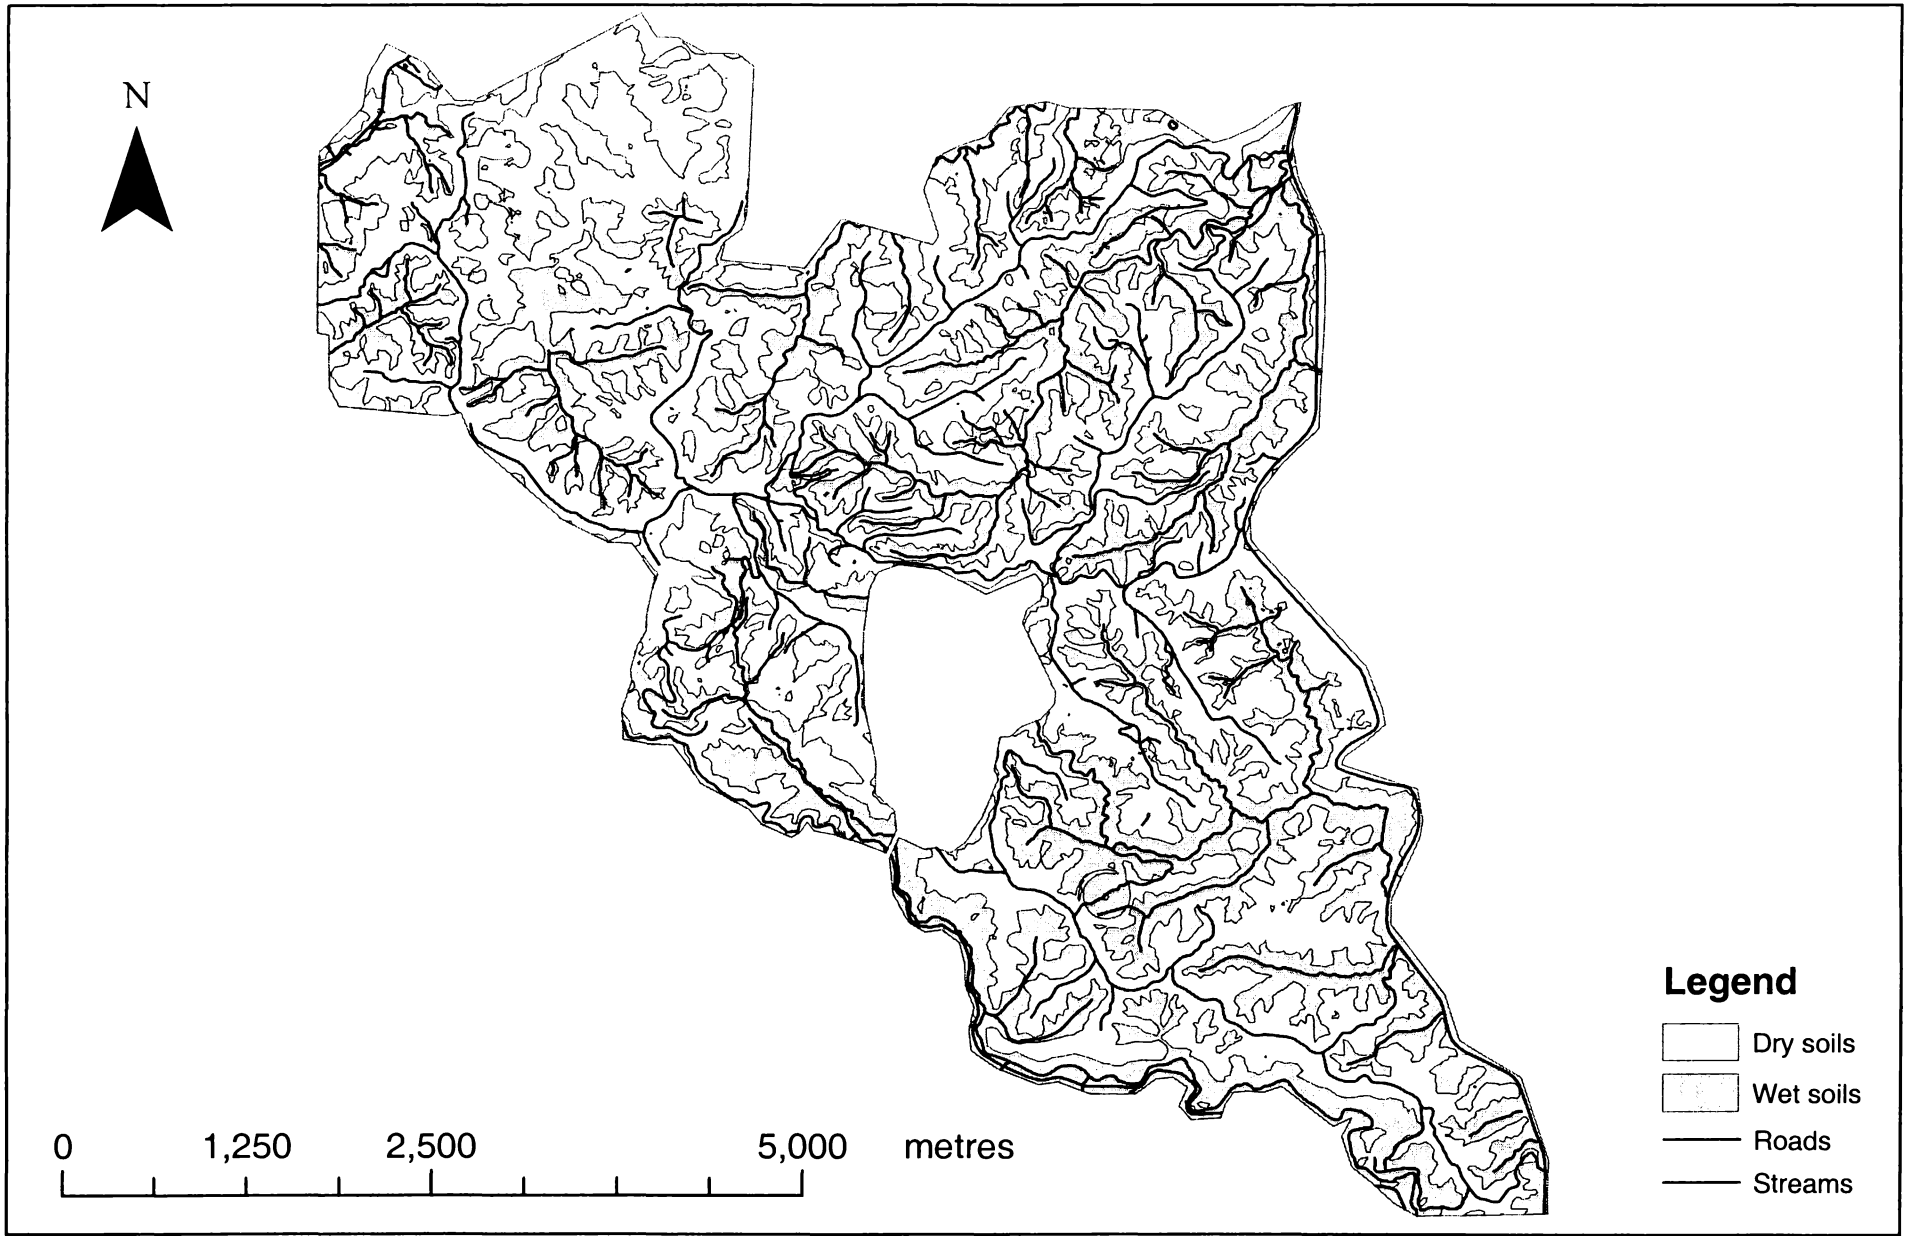 N
Legend
Dry soils
Wet soils
Roads
Streams
0 1,250 2,500 5,000 metres